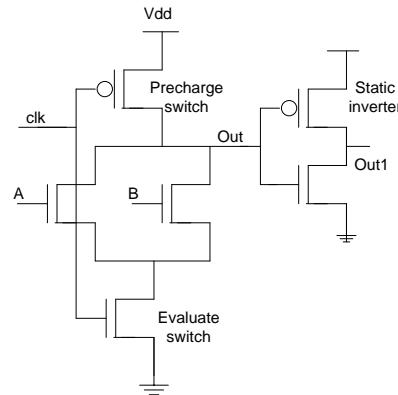 Vdd
Precharge
switch
Static
inverter
clk
Out
Out1
A
B
Evaluate
switch